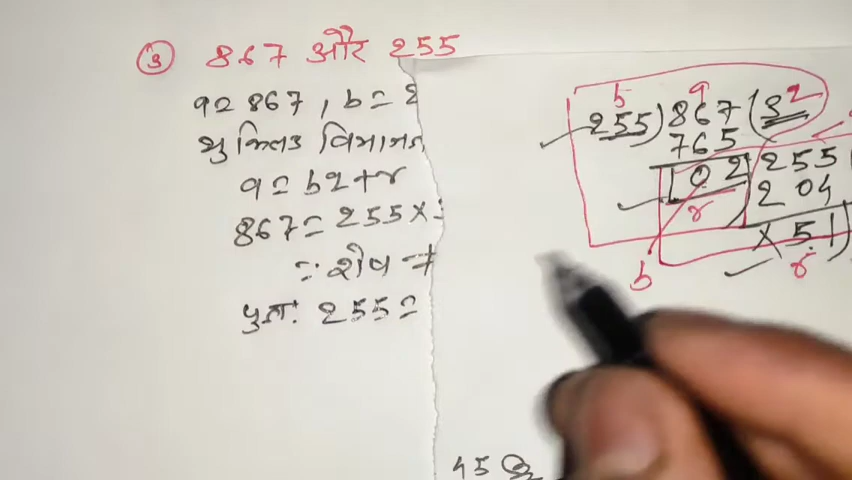 ③ 867 और 255
a = 867, b = 2
युक्लिड विभाजन
a = bq + r
867 = 255 ×
∵ शेष ≠
पुनः 255 =
b a q
255) 867 (3
765
102 255
204
r × 51)
b r
45